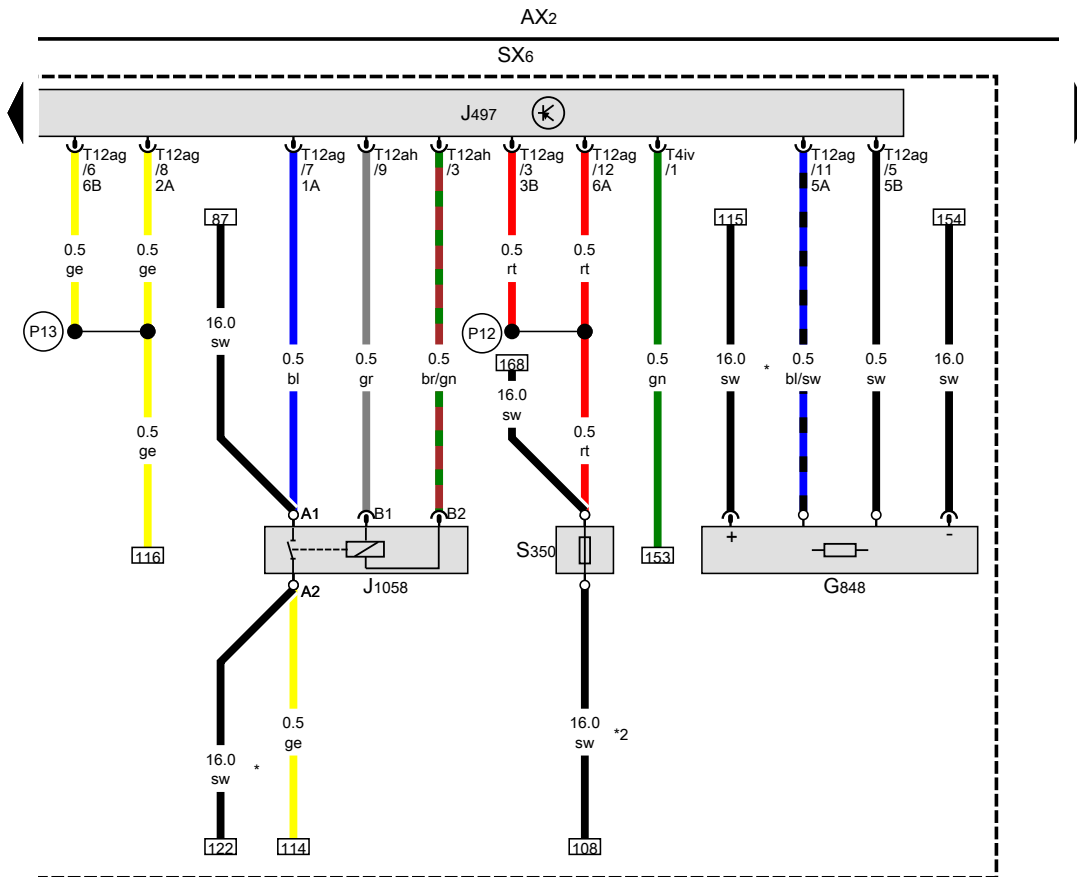 AX2
SX6
J497
T12ag T12ag T12ag T12ah T12ah T12ag T12ag T4iv T12ag T12ag
/6 /8 /7 /9 /3 /3 /12 /1 /11 /5
6B 2A 1A 3B 6A 5A 5B
87 115 154
0.5 0.5 0.5 0.5
ge ge rt rt
P13 P12
16.0
sw
168
0.5 0.5 0.5 0.5 16.0 0.5 0.5 16.0
bl gr br/gn gn sw * bl/sw sw sw
16.0
sw
0.5 0.5
ge rt
A1 B1 B2
+ -
116 S350 153
A2 J1058 G848
0.5 16.0
ge sw *2
16.0
sw *
122 114 108